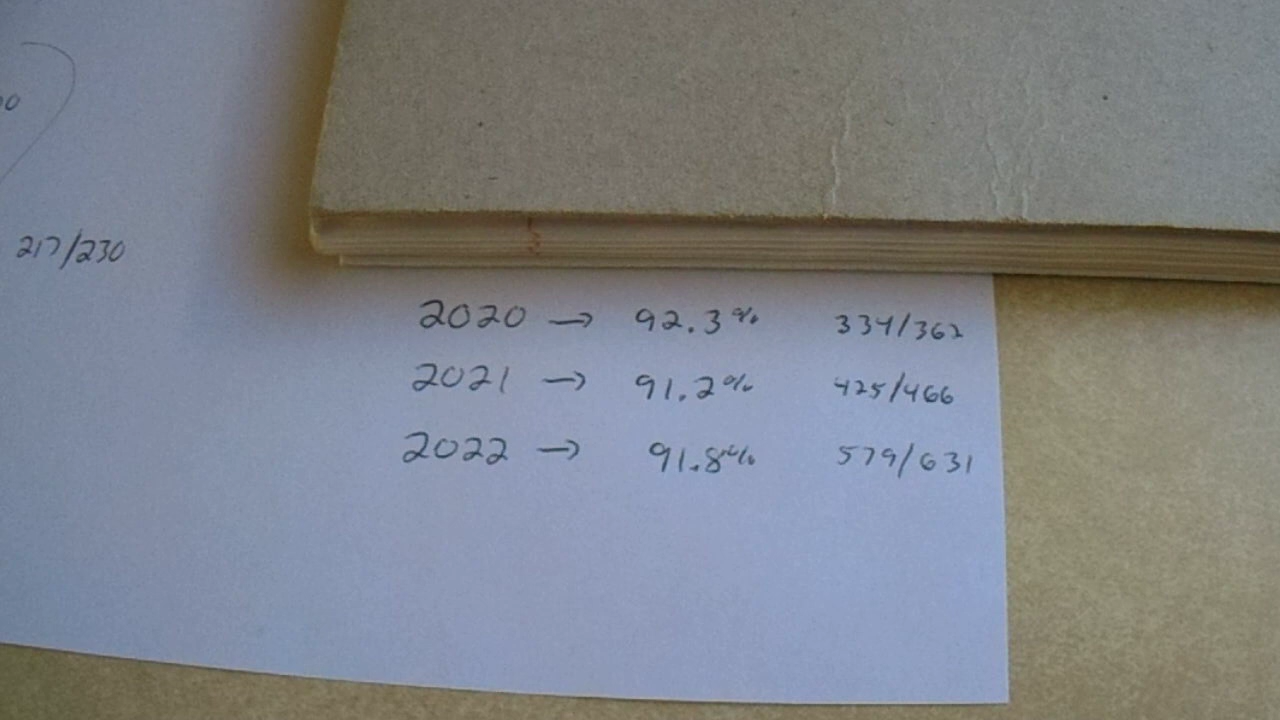 217/230
2020 → 92.3% 334/362
2021 → 91.2% 425/466
2022 → 91.8% 579/631